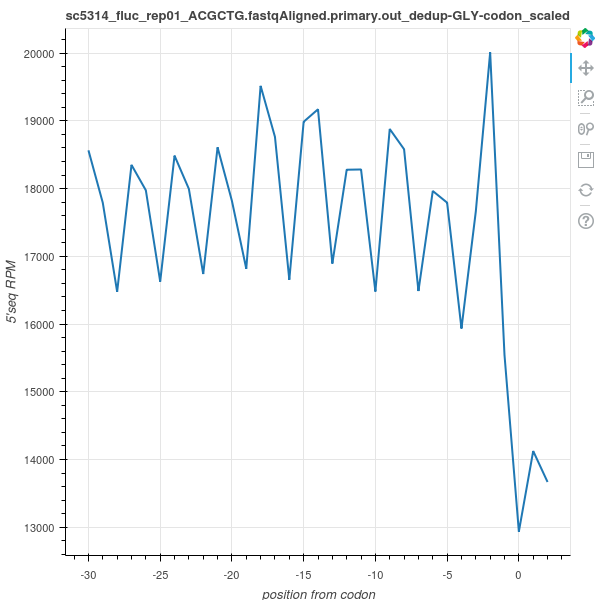 sc5314_fluc_rep01_ACGCTG.fastqAligned.primary.out_dedup-GLY-codon_scaled
20000
19000
18000
17000
16000
15000
14000
13000
5'seq RPM
-30 -25 -20 -15 -10 -5 0
position from codon